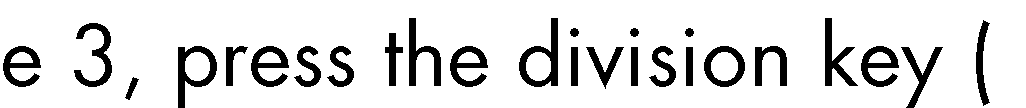 e 3, press the division key (